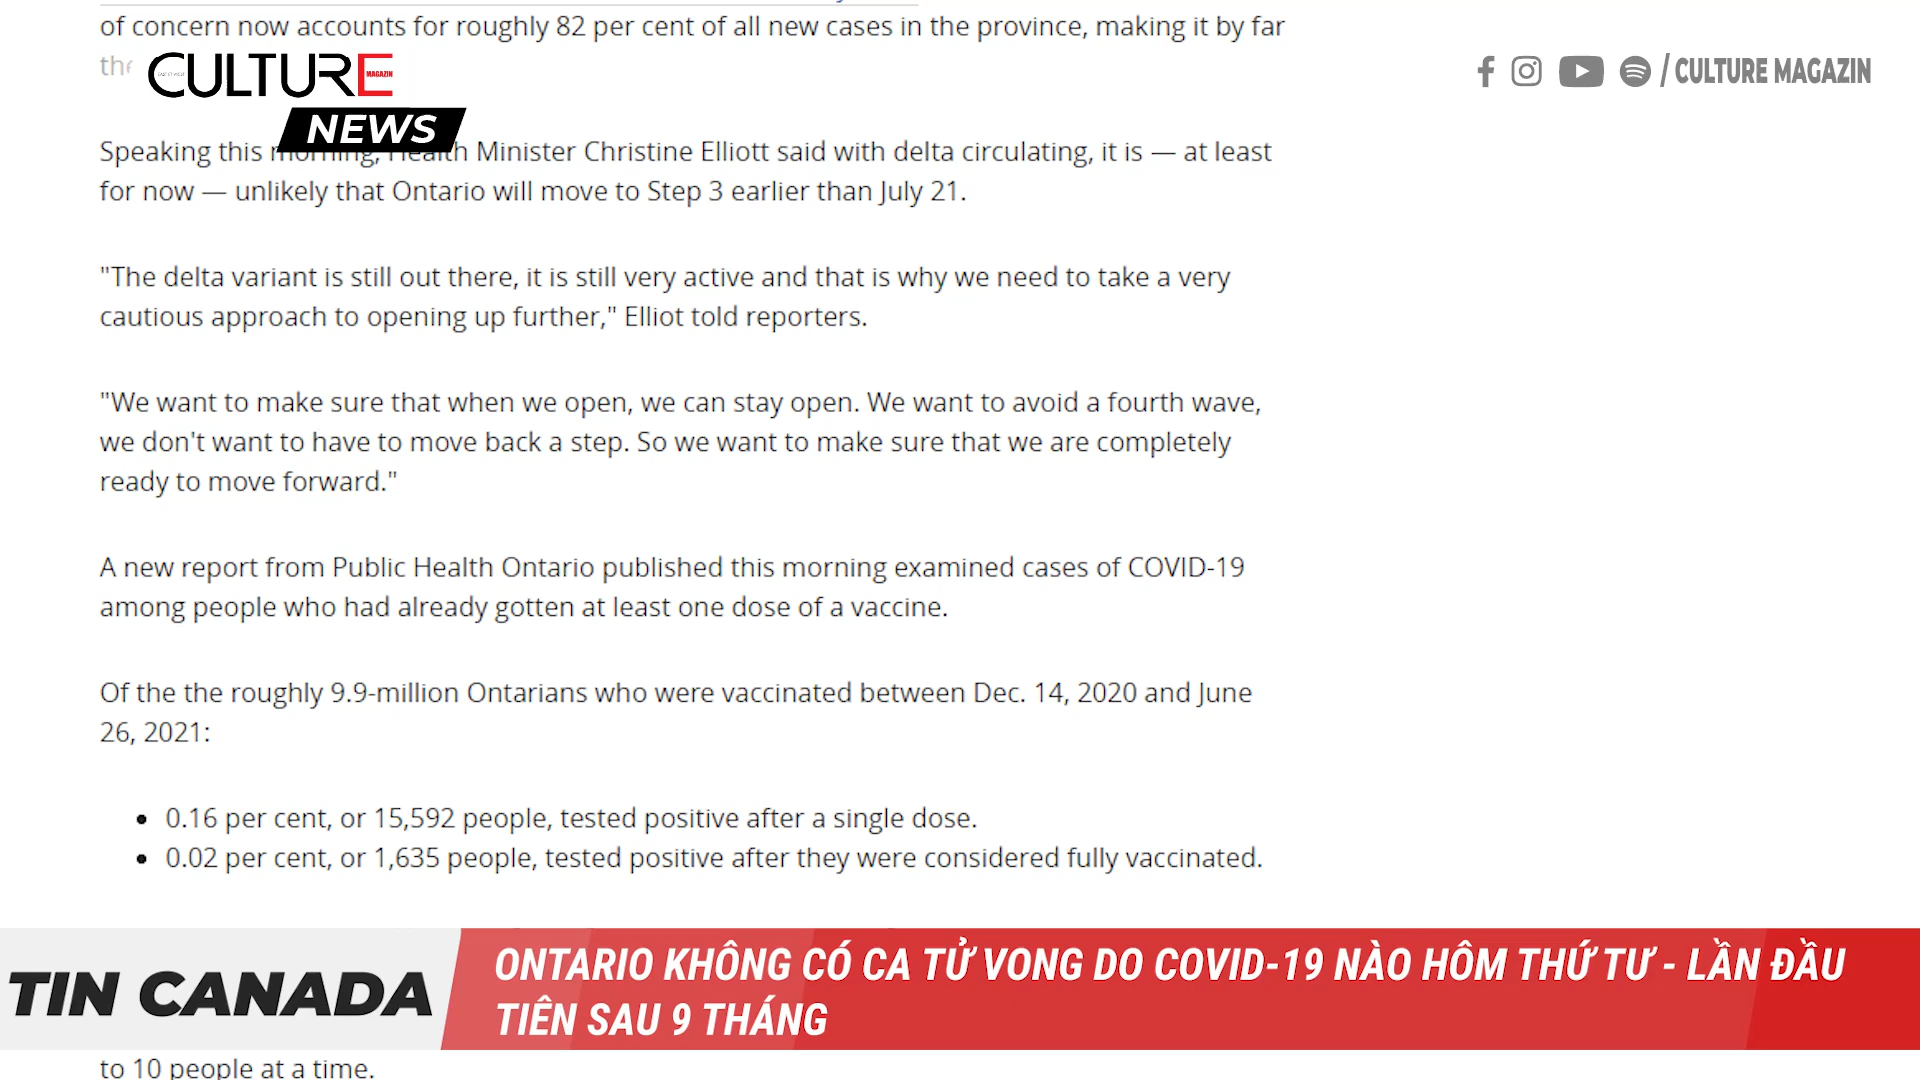 of concern now accounts for roughly 82 per cent of all new cases in the province, making it by far
CULTURE
MAGAZIN
NEWS
/ CULTURE MAGAZIN
Speaking this morning, Health Minister Christine Elliott said with delta circulating, it is — at least
for now — unlikely that Ontario will move to Step 3 earlier than July 21.
"The delta variant is still out there, it is still very active and that is why we need to take a very
cautious approach to opening up further," Elliot told reporters.
"We want to make sure that when we open, we can stay open. We want to avoid a fourth wave,
we don't want to have to move back a step. So we want to make sure that we are completely
ready to move forward."
A new report from Public Health Ontario published this morning examined cases of COVID-19
among people who had already gotten at least one dose of a vaccine.
Of the the roughly 9.9-million Ontarians who were vaccinated between Dec. 14, 2020 and June
26, 2021:
• 0.16 per cent, or 15,592 people, tested positive after a single dose.
• 0.02 per cent, or 1,635 people, tested positive after they were considered fully vaccinated.
TIN CANADA
ONTARIO KHÔNG CÓ CA TỬ VONG DO COVID-19 NÀO HÔM THỨ TƯ - LẦN ĐẦU
TIÊN SAU 9 THÁNG
to 10 people at a time.